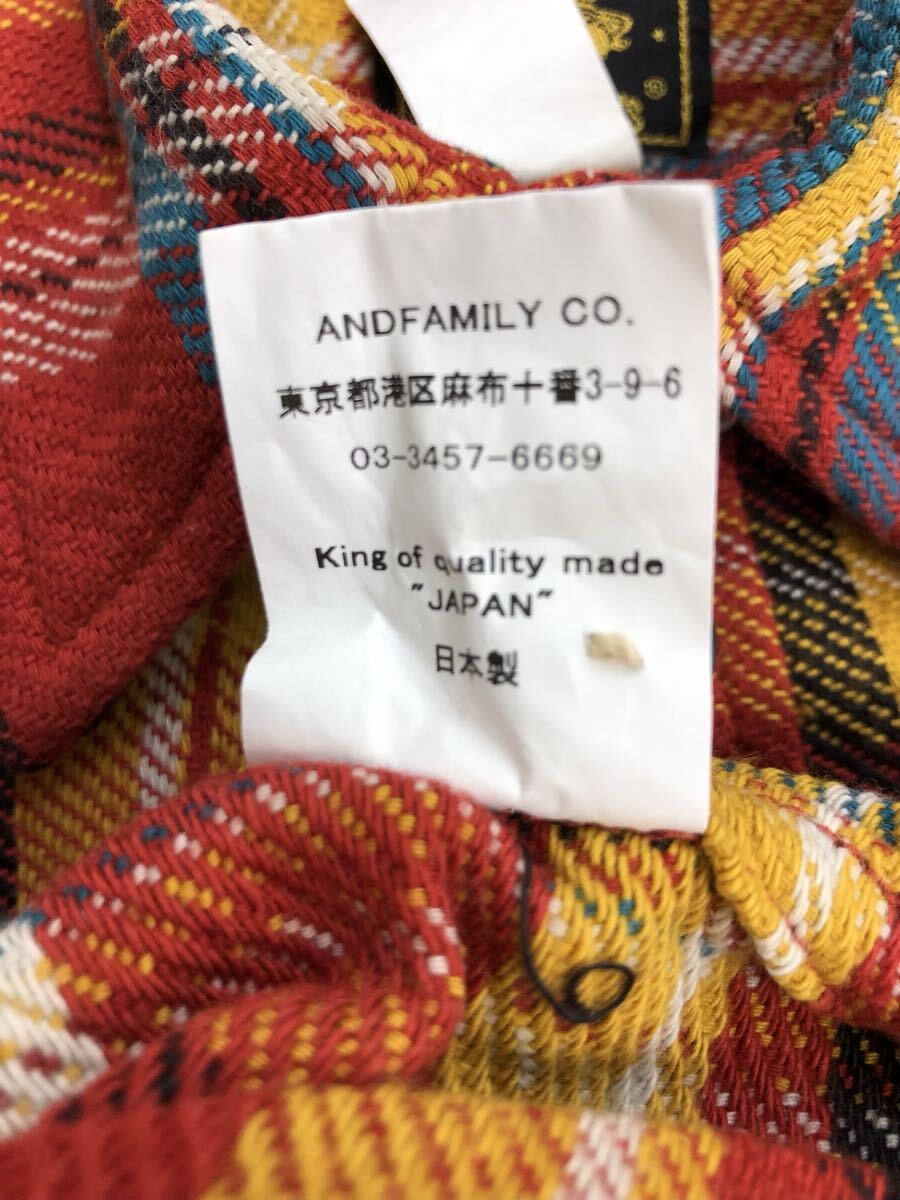 ANDFAMILY CO.
東京都港区麻布十番3-9-6
03-3457-6669
King of quality made
"JAPAN"
日本製